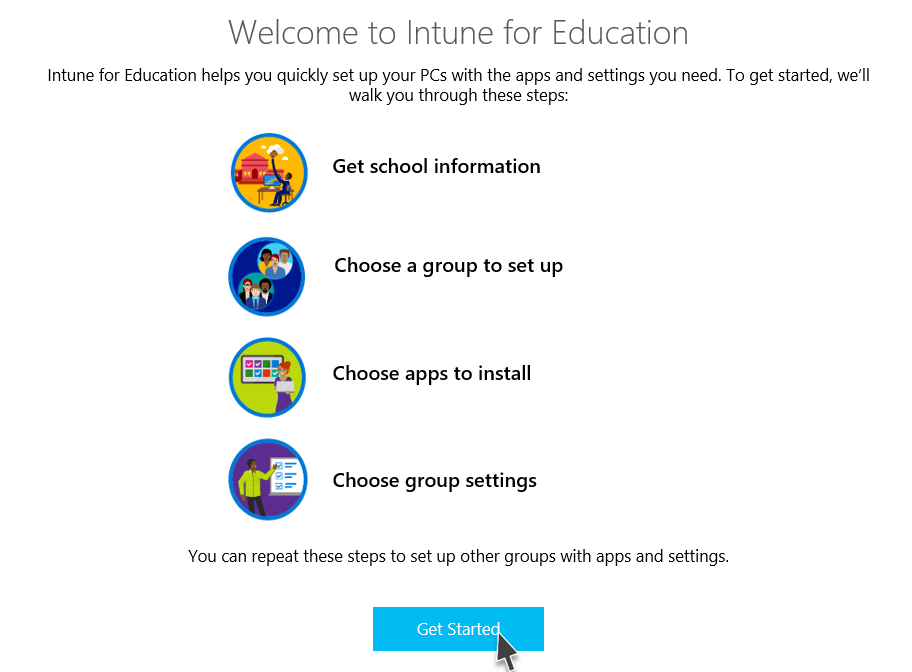 Welcome to Intune for Education
Intune for Education helps you quickly set up your PCs with the apps and settings you need. To get started, we’ll
walk you through these steps:
Get school information
Choose a group to set up
Choose apps to install
Choose group settings
You can repeat these steps to set up other groups with apps and settings.
Get Started